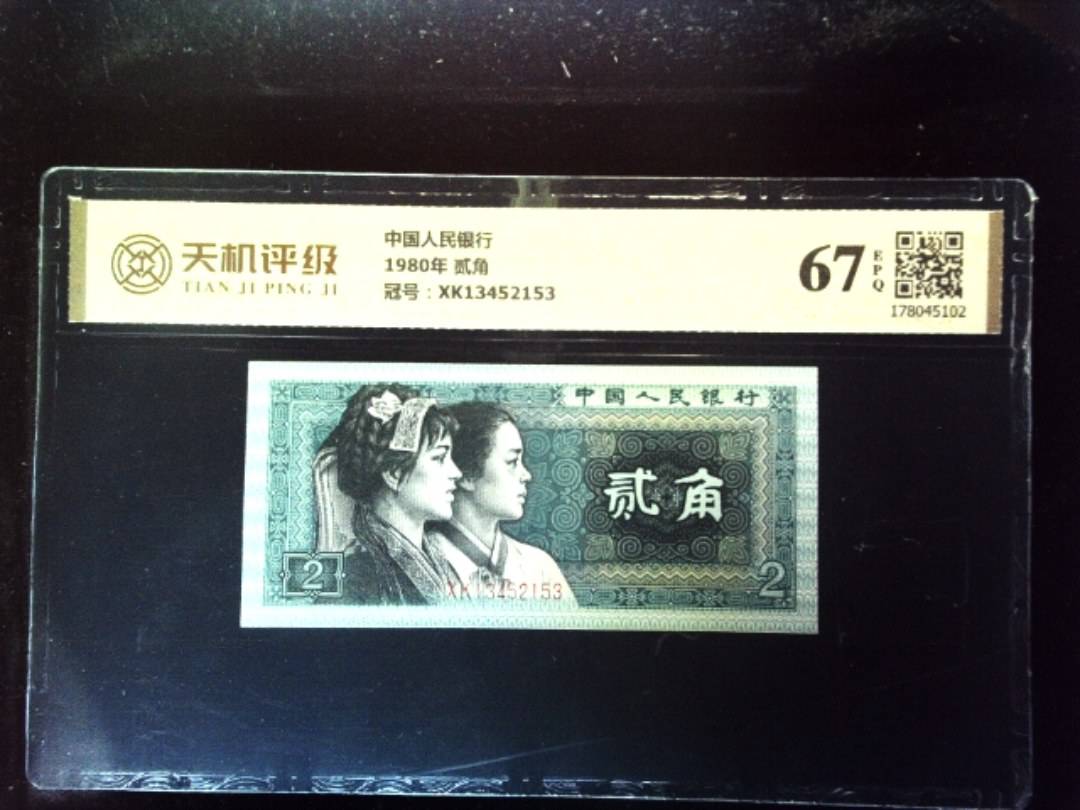 天机评级
TIAN JI PING JI
中国人民银行
1980年 贰角
冠号：XK13452153
67
EPQ
178045102
中国人民银行
贰角
2
XK13452153
2